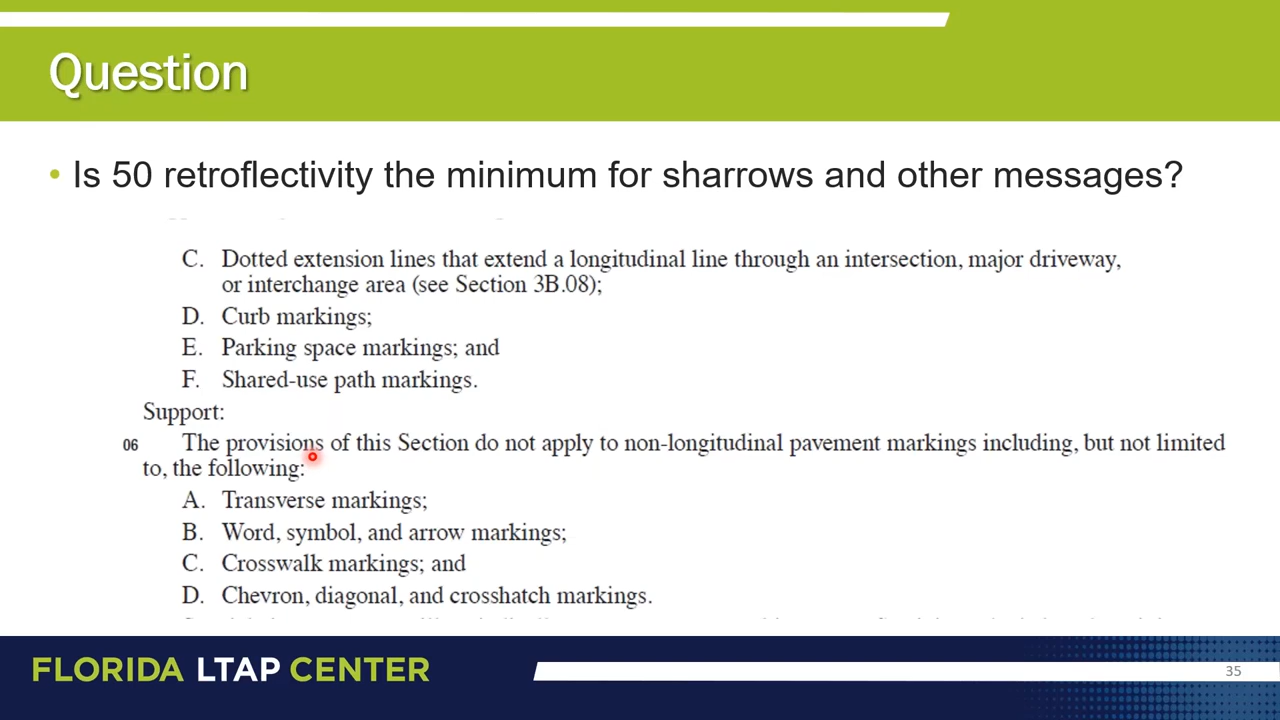 Question
• Is 50 retroflectivity the minimum for sharrows and other messages?
C. Dotted extension lines that extend a longitudinal line through an intersection, major driveway,
or interchange area (see Section 3B.08);
D. Curb markings;
E. Parking space markings; and
F. Shared-use path markings.
Support:
06 The provisions of this Section do not apply to non-longitudinal pavement markings including, but not limited
to, the following:
A. Transverse markings;
B. Word, symbol, and arrow markings;
C. Crosswalk markings; and
D. Chevron, diagonal, and crosshatch markings.
FLORIDA LTAP CENTER
35